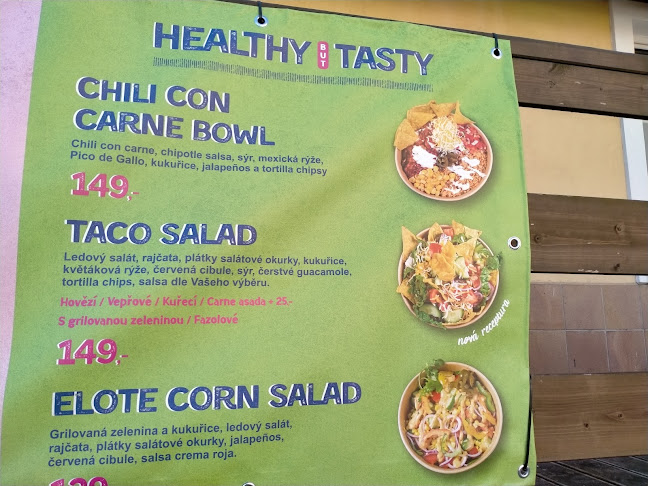 HEALTHY BUT TASTY
CHILI CON
CARNE BOWL
Chili con carne, chipotle salsa, sýr, mexická rýže,
Pico de Gallo, kukuřice, jalapeños a tortilla chipsy
149,-
TACO SALAD
Ledový salát, rajčata, plátky salátové okurky, kukuřice,
květáková rýže, červená cibule, sýr, čerstvé guacamole,
tortilla chips, salsa dle Vašeho výběru.
Hovězí / Vepřové / Kuřecí / Carne asada + 25.-
S grilovanou zeleninou / Fazolové
149,-
nová receptura
ELOTE CORN SALAD
Grilovaná zelenina a kukuřice, ledový salát,
rajčata, plátky salátové okurky, jalapeños,
červená cibule, salsa crema roja.